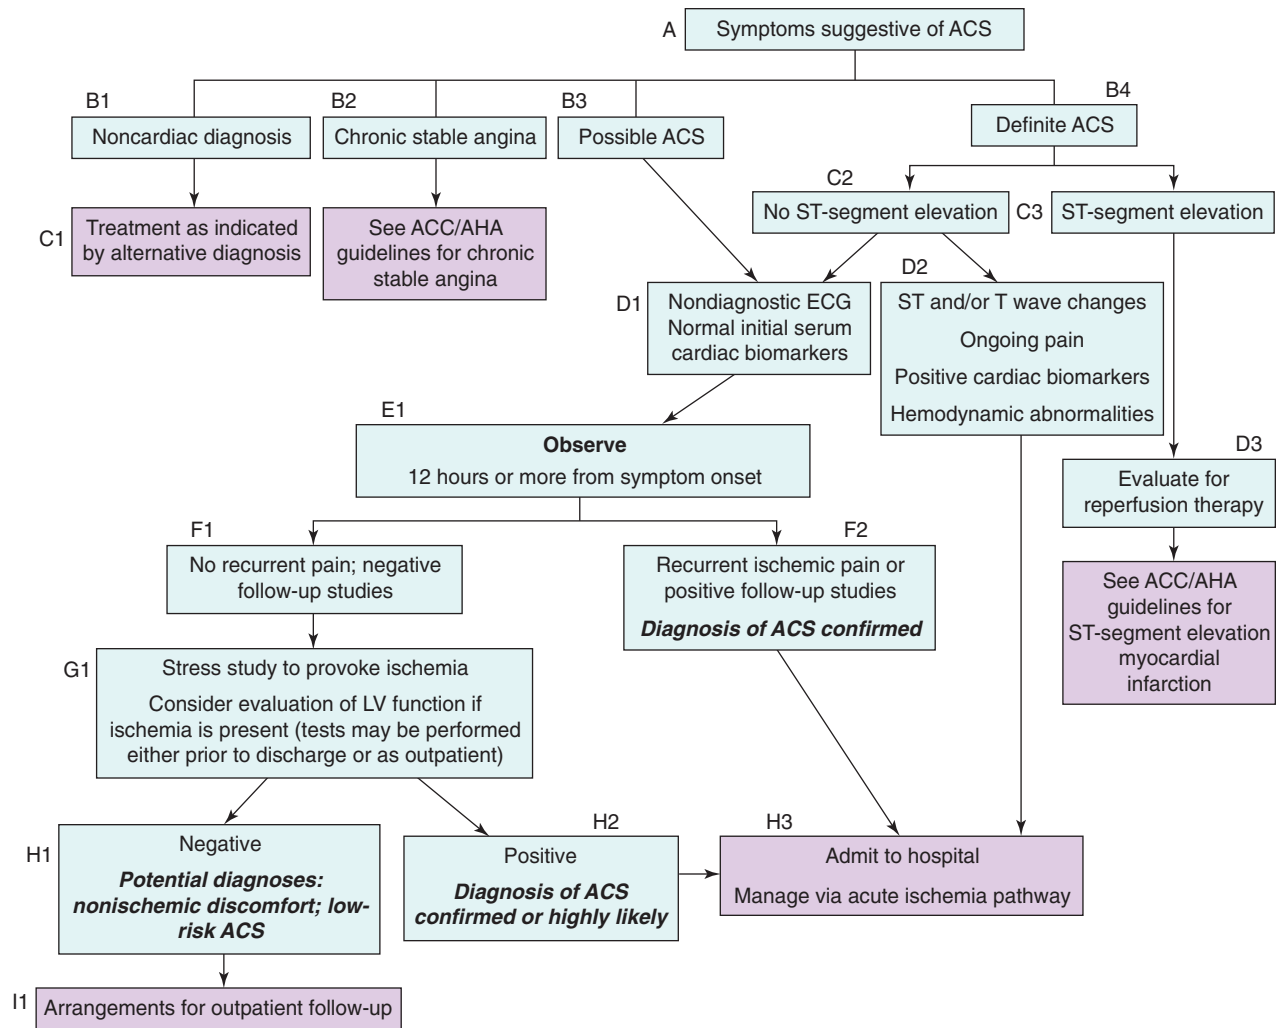 A
Symptoms suggestive of ACS
B1
Noncardiac diagnosis
B2
Chronic stable angina
B3
Possible ACS
B4
Definite ACS
C1
Treatment as indicated
by alternative diagnosis
See ACC/AHA
guidelines for chronic
stable angina
C2
No ST-segment elevation
C3
ST-segment elevation
D1
Nondiagnostic ECG
Normal initial serum
cardiac biomarkers
D2
ST and/or T wave changes
Ongoing pain
Positive cardiac biomarkers
Hemodynamic abnormalities
D3
Evaluate for
reperfusion therapy
See ACC/AHA
guidelines for
ST-segment elevation
myocardial
infarction
E1
Observe
12 hours or more from symptom onset
F1
No recurrent pain; negative
follow-up studies
F2
Recurrent ischemic pain or
positive follow-up studies
Diagnosis of ACS confirmed
G1
Stress study to provoke ischemia
Consider evaluation of LV function if
ischemia is present (tests may be performed
either prior to discharge or as outpatient)
H1
Negative
Potential diagnoses:
nonischemic discomfort; low-
risk ACS
H2
Positive
Diagnosis of ACS
confirmed or highly likely
H3
Admit to hospital
Manage via acute ischemia pathway
I1
Arrangements for outpatient follow-up